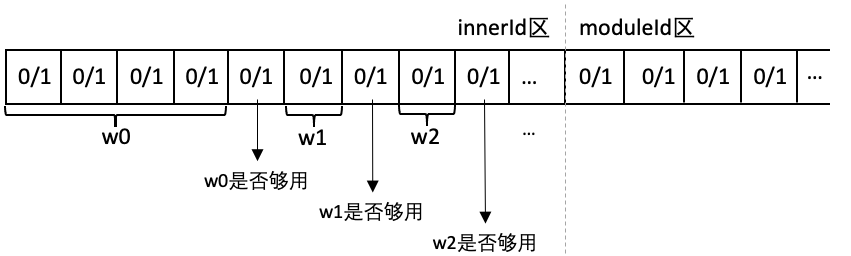 innerId区 moduleId区
0/1 0/1 0/1 0/1 0/1 0/1 0/1 0/1 0/1 ... 0/1 0/1 0/1 0/1 ...
w0 w1 w2 ...
w0是否够用
w1是否够用
w2是否够用